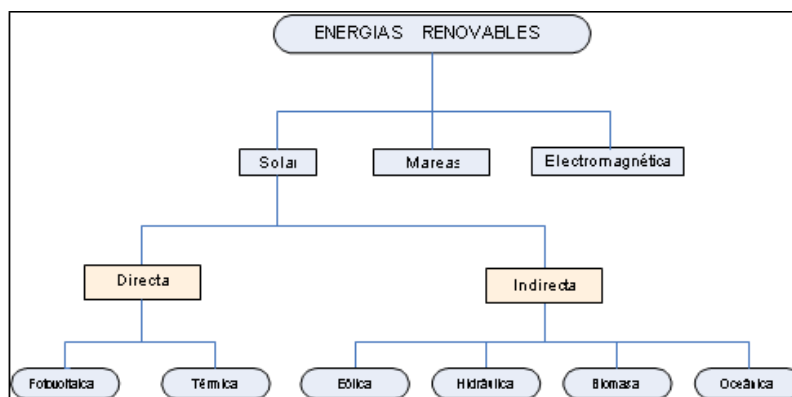 ENERGIAS RENOVABLES
Solar
Mareas
Electromagnética
Directa
Indirecta
Fotovoltaica
Térmica
Eólica
Hidráulica
Biomasa
Oceánica